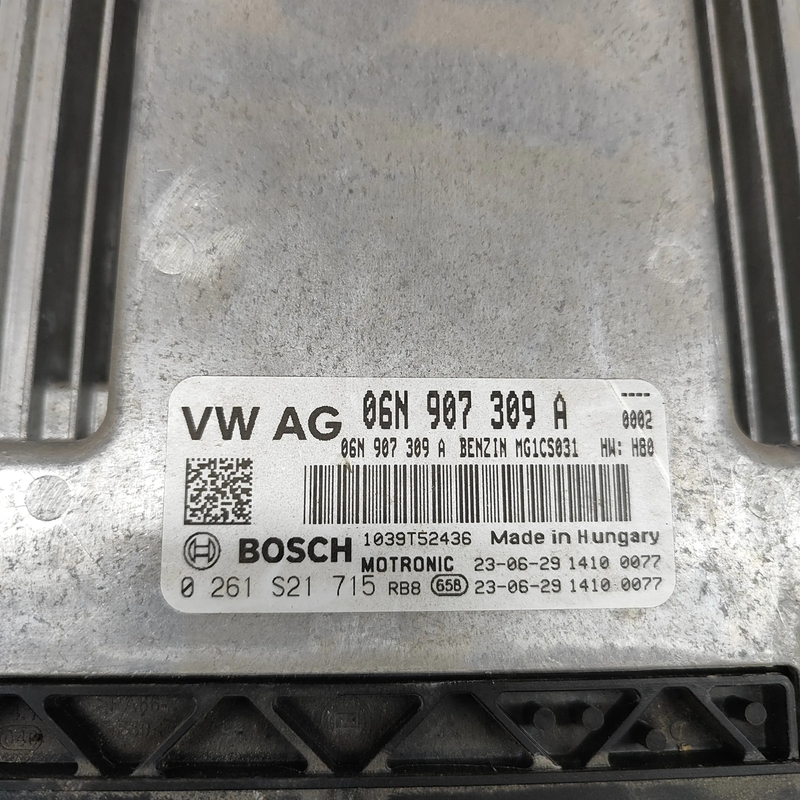 VW AG 06N 907 309 A ----
0002
06N 907 309 A BENZIN MG1CS031 HW: H80
BOSCH 1039T52436 Made in Hungary
MOTRONIC 23-06-29 1410 0077
0 261 S21 715 RB8 65B 23-06-29 1410 0077